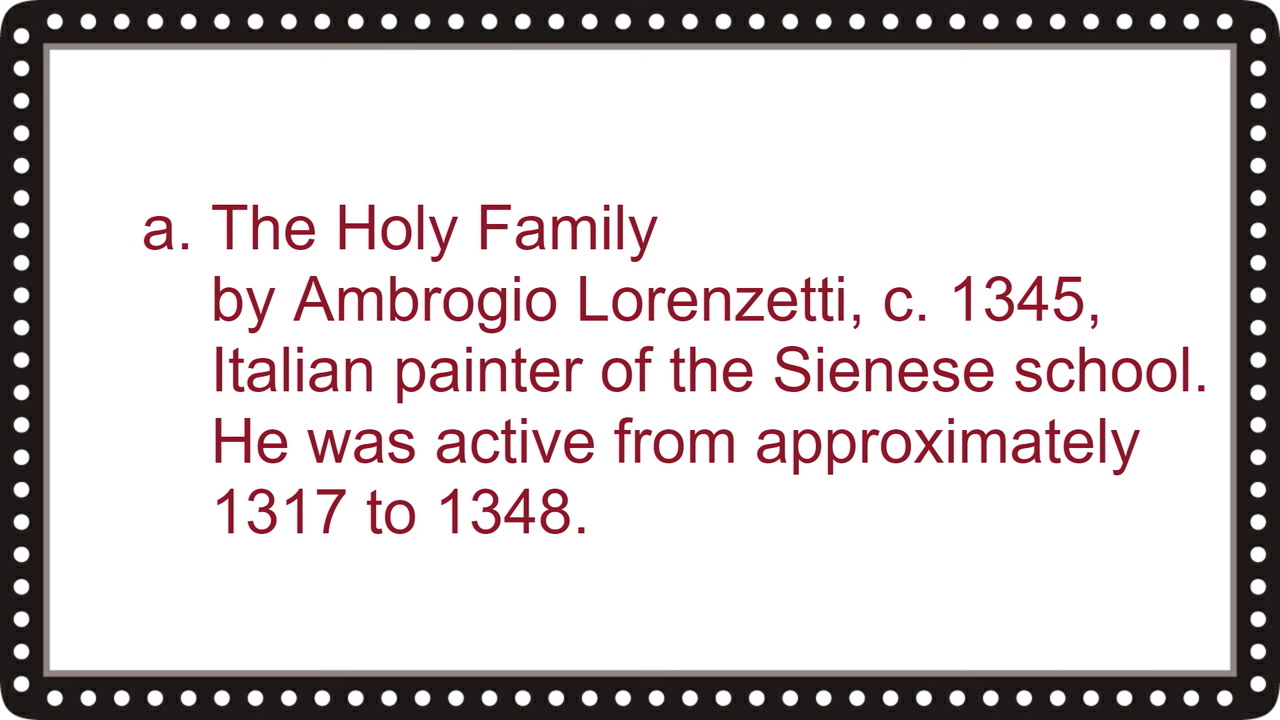 a. The Holy Family
by Ambrogio Lorenzetti, c. 1345,
Italian painter of the Sienese school.
He was active from approximately
1317 to 1348.